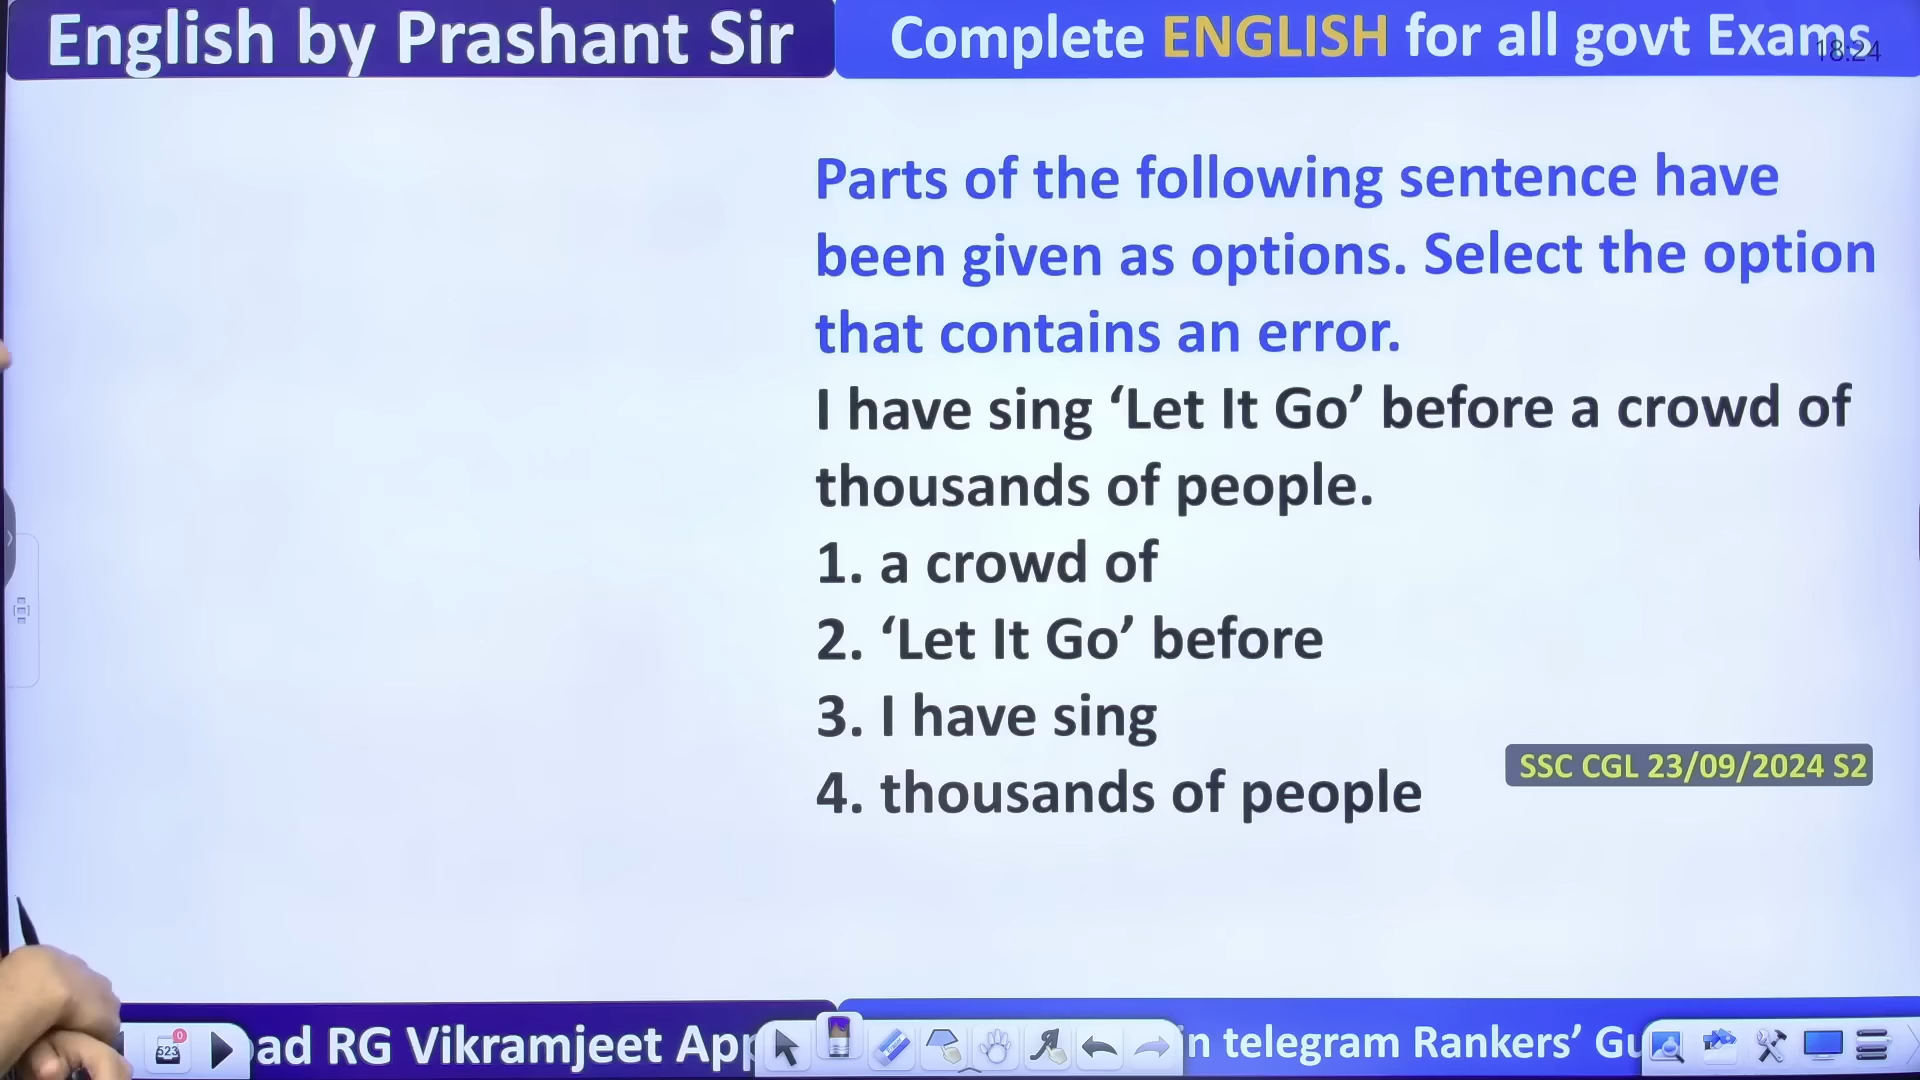 English by Prashant Sir
Complete ENGLISH for all govt Exams
18:24
Parts of the following sentence have
been given as options. Select the option
that contains an error.
I have sing ‘Let It Go’ before a crowd of
thousands of people.
1. a crowd of
2. ‘Let It Go’ before
3. I have sing
4. thousands of people
SSC CGL 23/09/2024 S2
523
0
ad RG Vikramjeet App
in telegram Rankers’ Gu